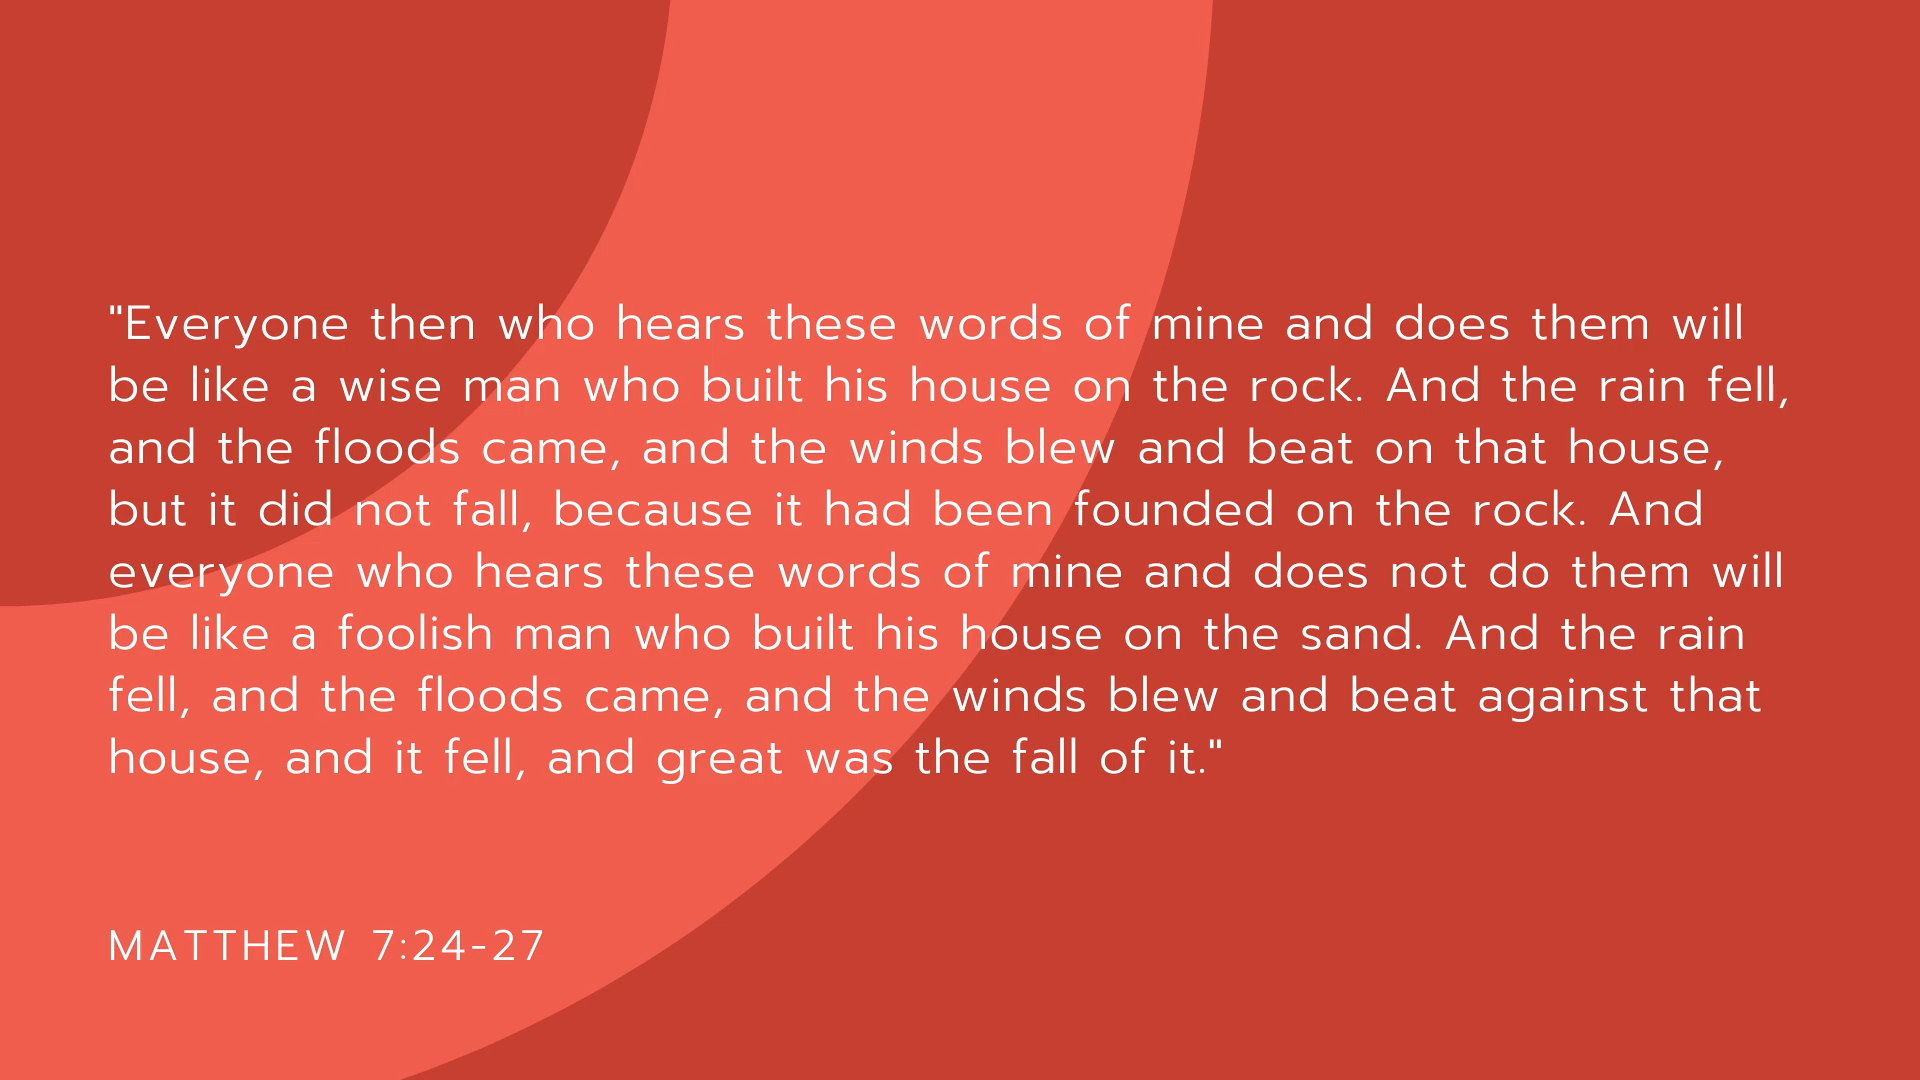 "Everyone then who hears these words of mine and does them will
be like a wise man who built his house on the rock. And the rain fell,
and the floods came, and the winds blew and beat on that house,
but it did not fall, because it had been founded on the rock. And
everyone who hears these words of mine and does not do them will
be like a foolish man who built his house on the sand. And the rain
fell, and the floods came, and the winds blew and beat against that
house, and it fell, and great was the fall of it."
MATTHEW 7:24-27